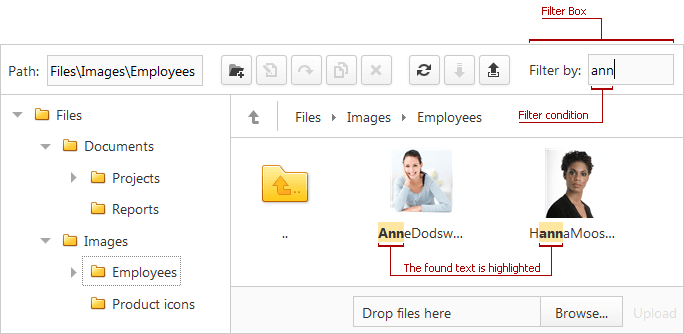 Filter Box
Path: Files\Images\Employees Filter by: ann
Filter condition
Files
Documents
Projects
Reports
Images
Employees
Product icons
Files Images Employees
.. AnneDodsw... HannaMoos...
The found text is highlighted
Drop files here Browse... Upload